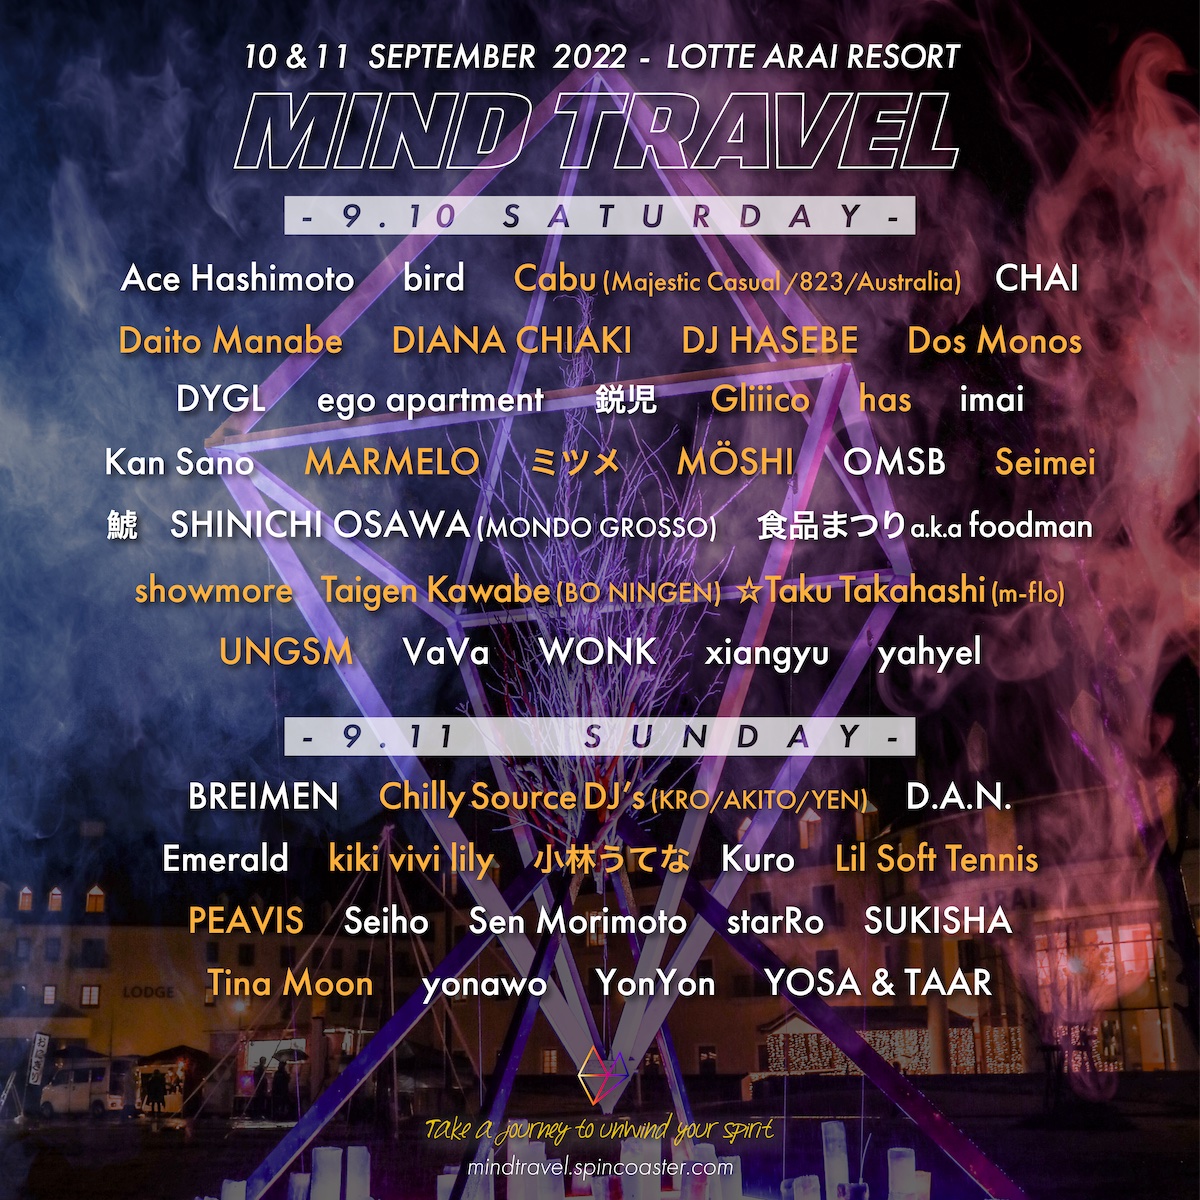 10 & 11 SEPTEMBER 2022 - LOTTE ARAI RESORT
MIND TRAVEL
- 9.10 SATURDAY -
Ace Hashimoto bird Cabu (Majestic Casual /823/Australia) CHAI
Daito Manabe DIANA CHIAKI DJ HASEBE Dos Monos
DYGL ego apartment 鋭児 Gliiico has imai
Kan Sano MARMELO ミツメ MÖSHI OMSB Seimei
鯱 SHINICHI OSAWA (MONDO GROSSO) 食品まつり a.k.a foodman
showmore Taigen Kawabe (BO NINGEN) ☆Taku Takahashi (m-flo)
UNGSM VaVa WONK xiangyu yahyel
- 9.11 SUNDAY -
BREIMEN Chilly Source DJ's (KRO/AKITO/YEN) D.A.N.
Emerald kiki vivi lily 小林うてな Kuro Lil Soft Tennis
PEAVIS Seiho Sen Morimoto starRo SUKISHA
Tina Moon yonawo YonYon YOSA & TAAR
LODGE
Take a journey to unwind your spirit
mindtravel.spincoaster.com